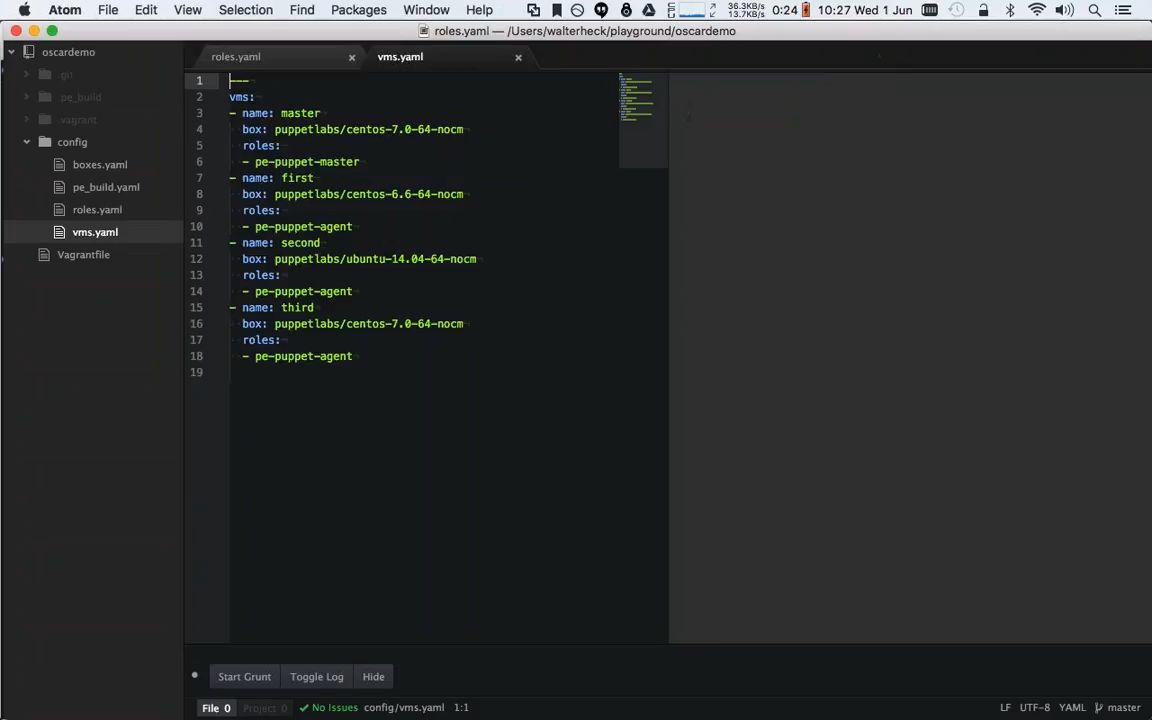 Atom File Edit View Selection Find Packages Window Help 36.3KB/s 13.7KB/s 0:24 10:27 Wed 1 Jun
roles.yaml — /Users/walterheck/playground/oscardemo
oscardemo
.git
pe_build
.vagrant
config
boxes.yaml
pe_build.yaml
roles.yaml
vms.yaml
Vagrantfile
roles.yaml × vms.yaml ×
1 ---
2 vms:
3 - name: master
4 box: puppetlabs/centos-7.0-64-nocm
5 roles:
6 - pe-puppet-master
7 - name: first
8 box: puppetlabs/centos-6.6-64-nocm
9 roles:
10 - pe-puppet-agent
11 - name: second
12 box: puppetlabs/ubuntu-14.04-64-nocm
13 roles:
14 - pe-puppet-agent
15 - name: third
16 box: puppetlabs/centos-7.0-64-nocm
17 roles:
18 - pe-puppet-agent
19
Start Grunt Toggle Log Hide
File 0 Project 0 No Issues config/vms.yaml 1:1 LF UTF-8 YAML master